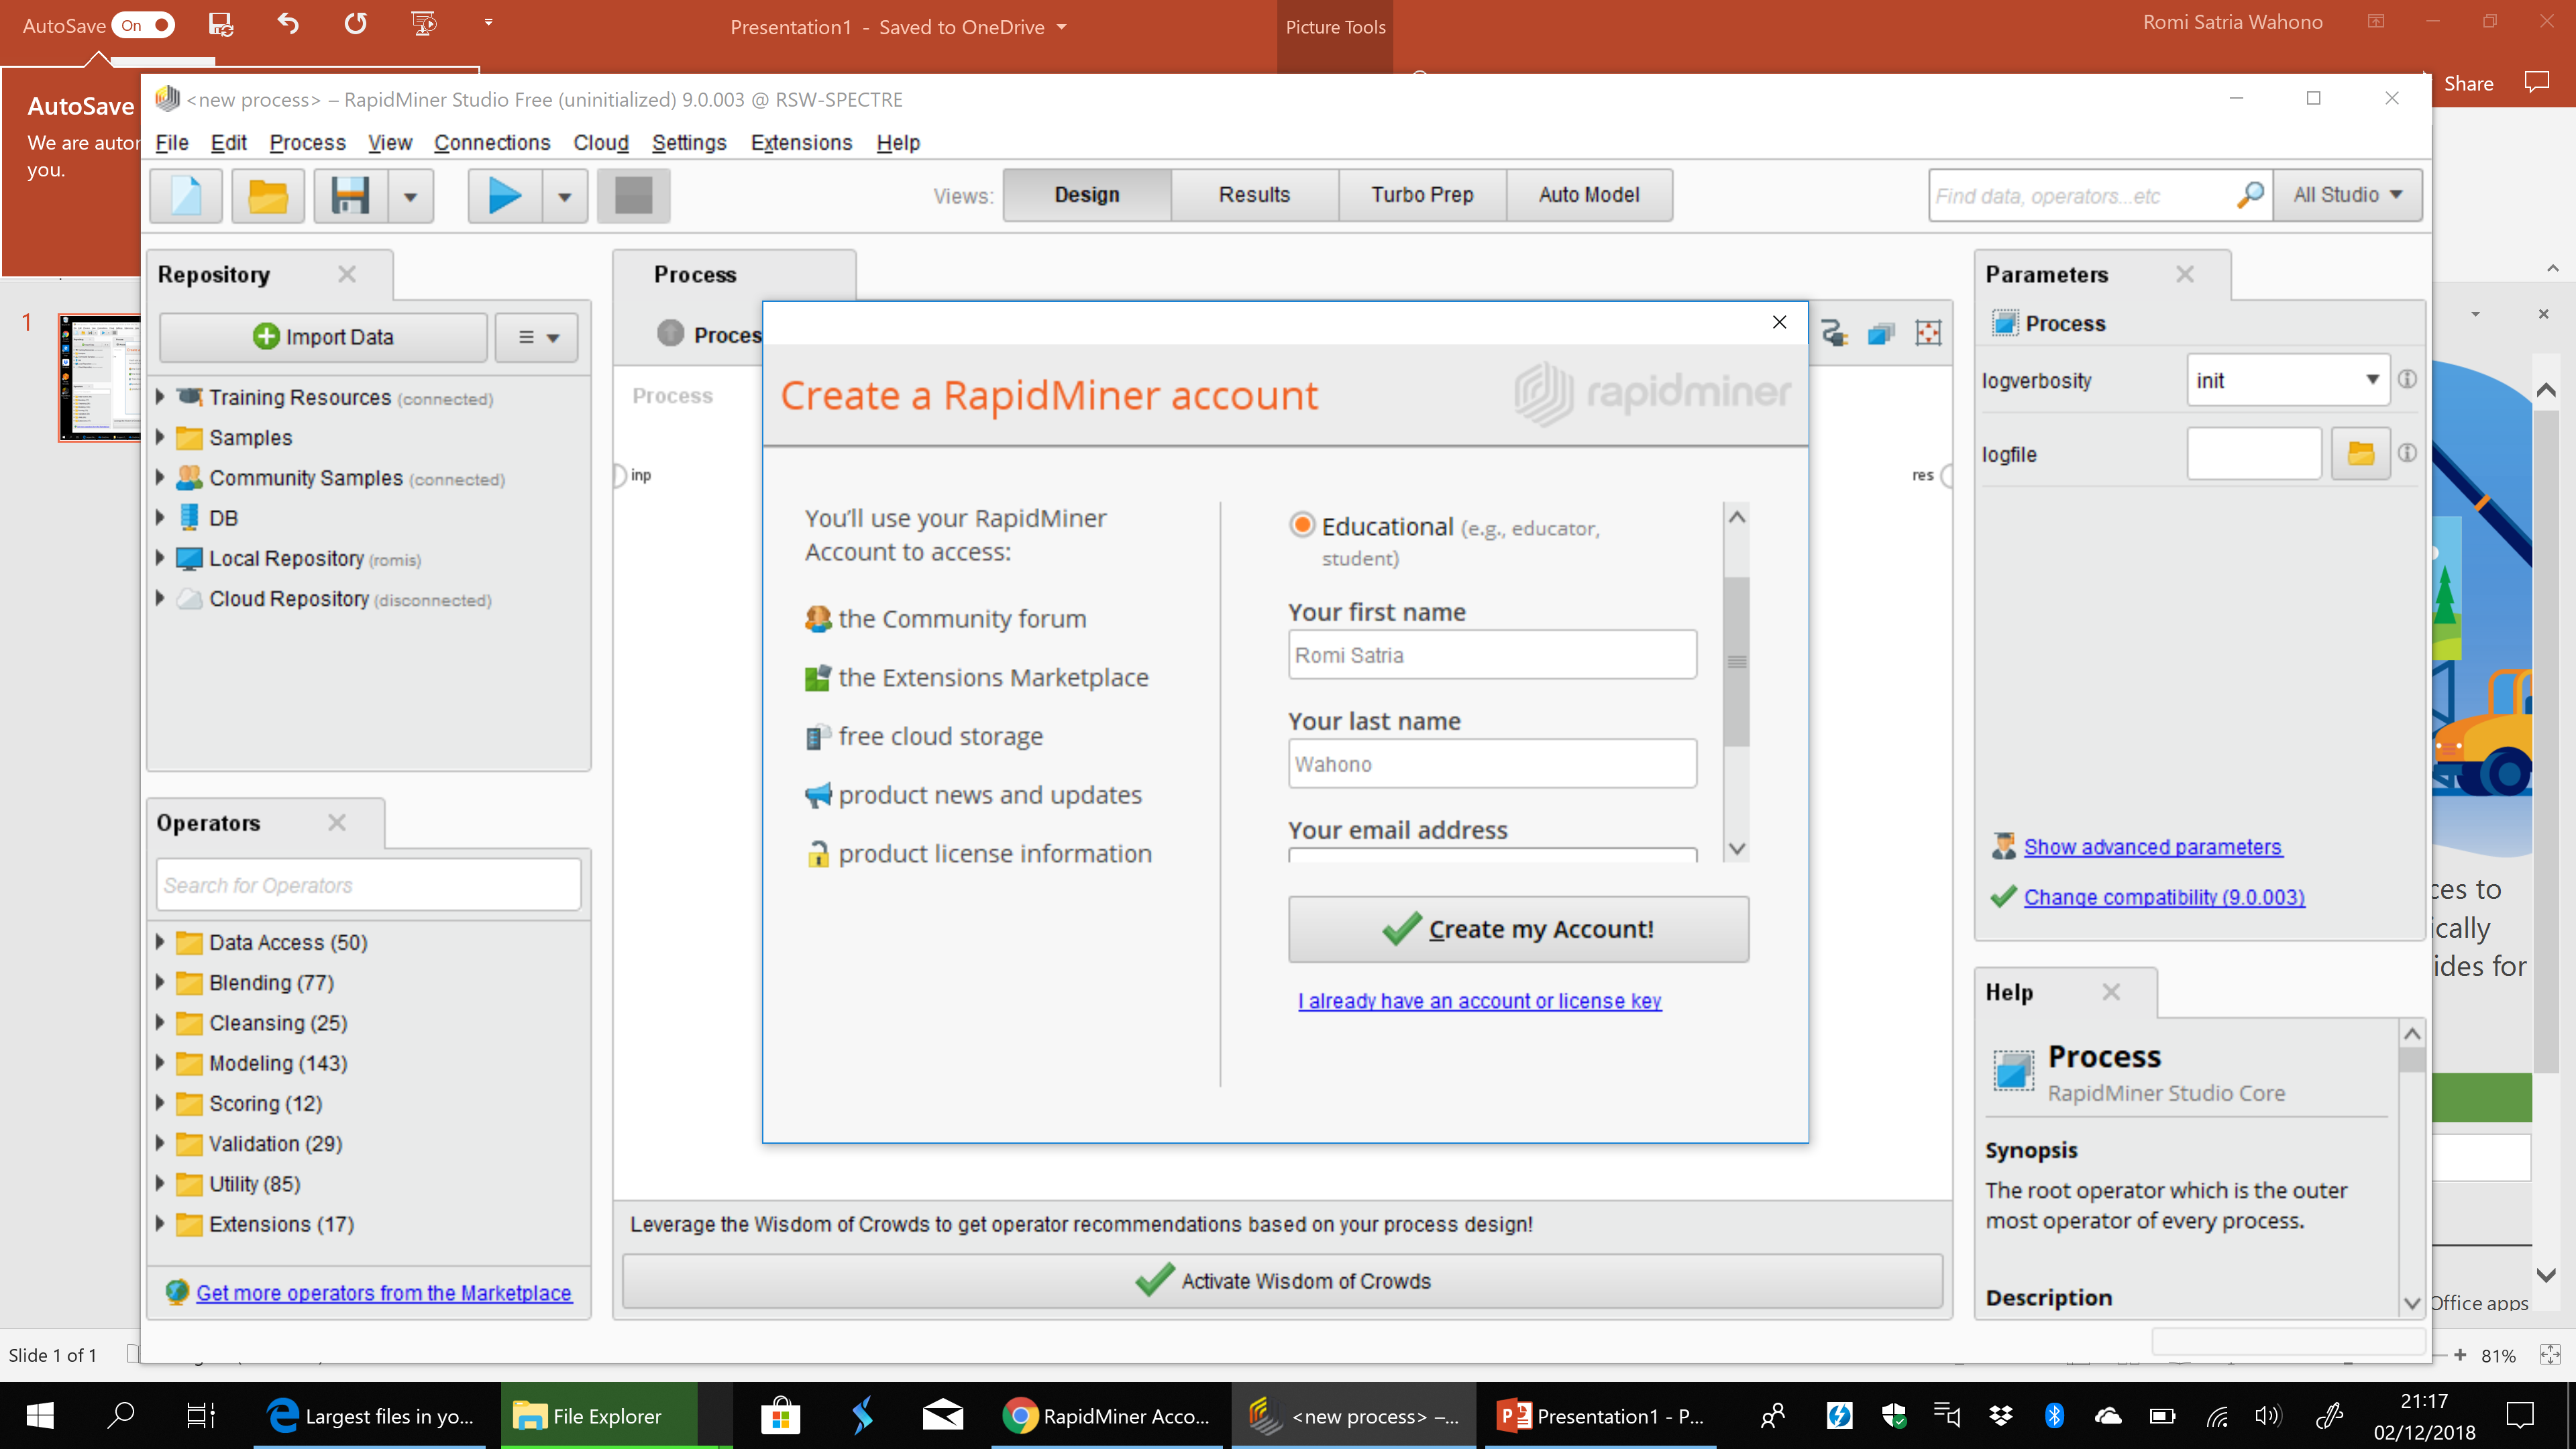 AutoSave On
Presentation1 - Saved to OneDrive
Picture Tools
Romi Satria Wahono
Share
AutoSave
We are
you.
<new process> – RapidMiner Studio Free (uninitialized) 9.0.003 @ RSW-SPECTRE
File Edit Process View Connections Cloud Settings Extensions Help
Views: Design Results Turbo Prep Auto Model
Find data, operators...etc
All Studio
Repository
Import Data
Training Resources (connected)
Samples
Community Samples (connected)
DB
Local Repository (romis)
Cloud Repository (disconnected)
Operators
Search for Operators
Data Access (50)
Blending (77)
Cleansing (25)
Modeling (143)
Scoring (12)
Validation (29)
Utility (85)
Extensions (17)
Get more operators from the Marketplace
Process
Proces
Process
inp
res
Create a RapidMiner account
rapidminer
You'll use your RapidMiner
Account to access:
the Community forum
the Extensions Marketplace
free cloud storage
product news and updates
product license information
Educational (e.g., educator,
student)
Your first name
Romi Satria
Your last name
Wahono
Your email address
Create my Account!
I already have an account or license key
Leverage the Wisdom of Crowds to get operator recommendations based on your process design!
Activate Wisdom of Crowds
Parameters
Process
logverbosity
init
logfile
Show advanced parameters
Change compatibility (9.0.003)
Help
Process
RapidMiner Studio Core
Synopsis
The root operator which is the outer
most operator of every process.
Description
1
ces to
ically
ides for
Office apps
Slide 1 of 1
81%
Largest files in yo...
File Explorer
RapidMiner Acco...
<new process> –...
Presentation1 - P...
21:17
02/12/2018